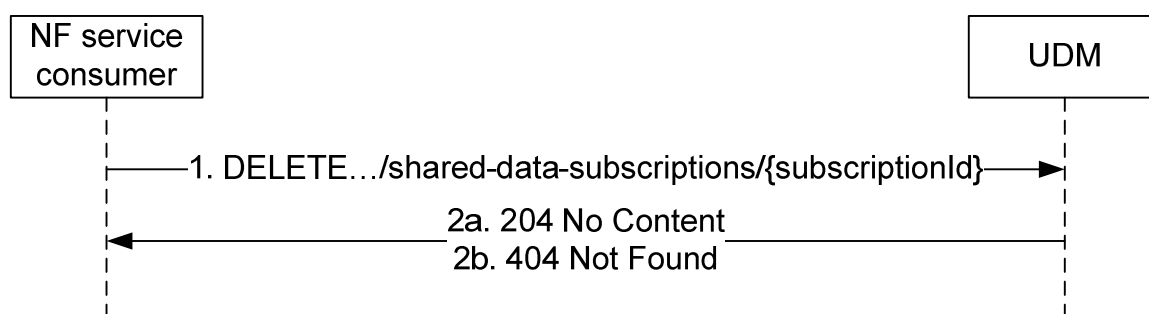 NF service
consumer
UDM
1. DELETE…/shared-data-subscriptions/{subscriptionId}
2a. 204 No Content
2b. 404 Not Found